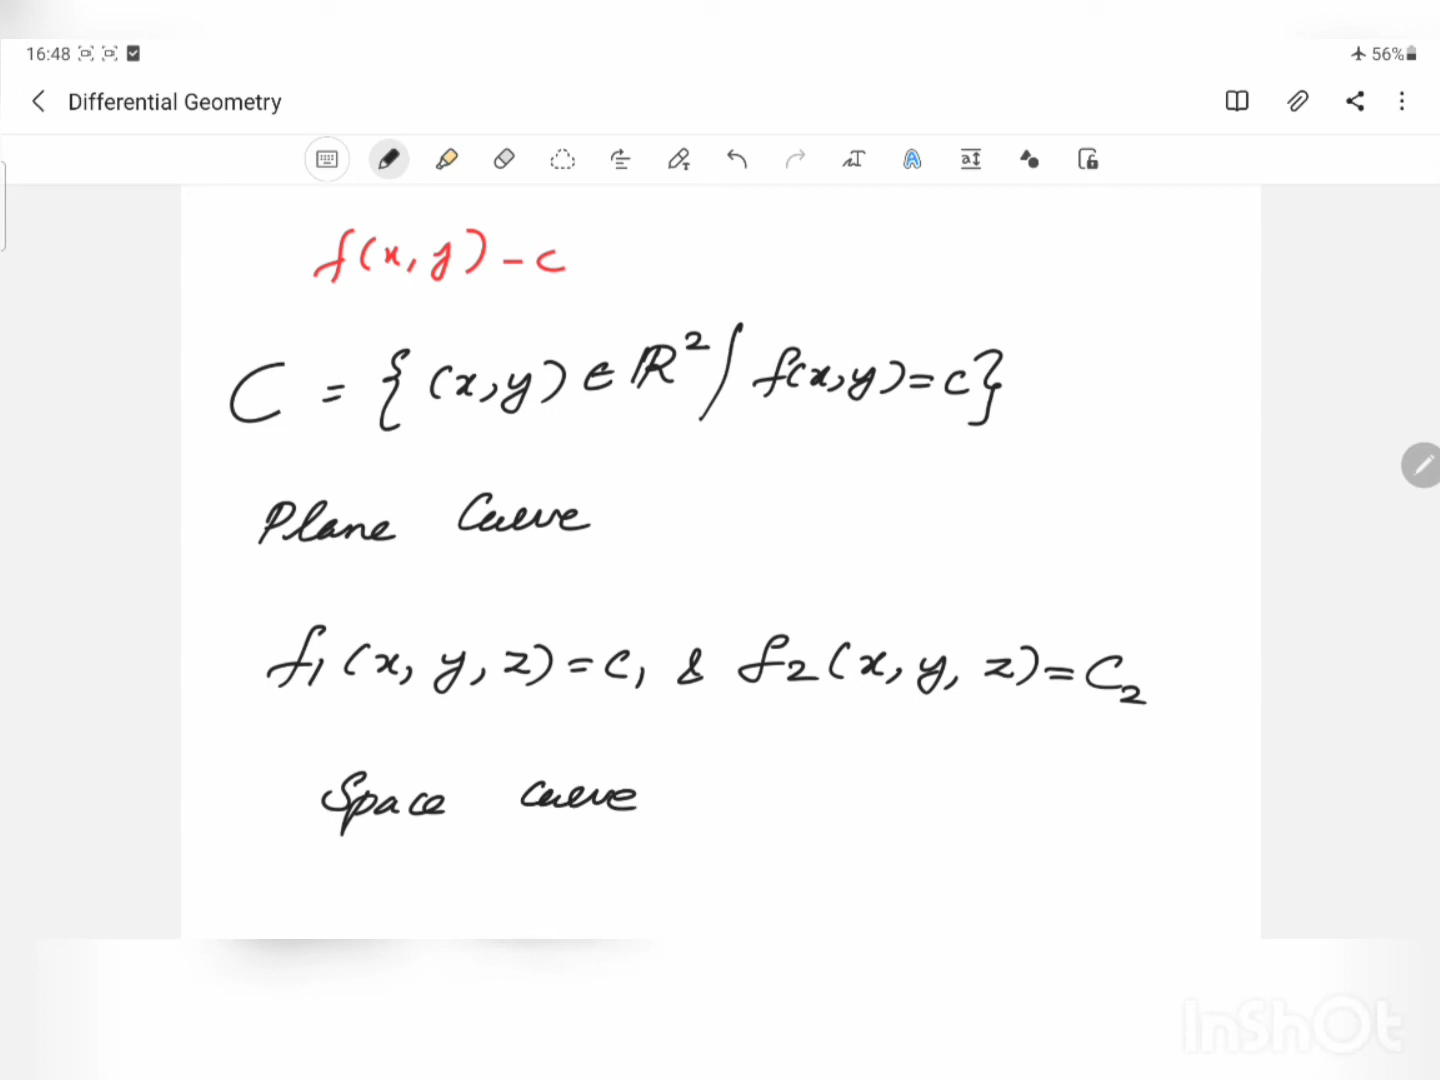 16:48
56%
Differential Geometry
f(x, y) - c
C = { (x, y) ∈ ℝ² / f(x, y) = c }
Plane Curve
f₁(x, y, z) = c₁ & f₂(x, y, z) = C₂
Space curve
InShOt